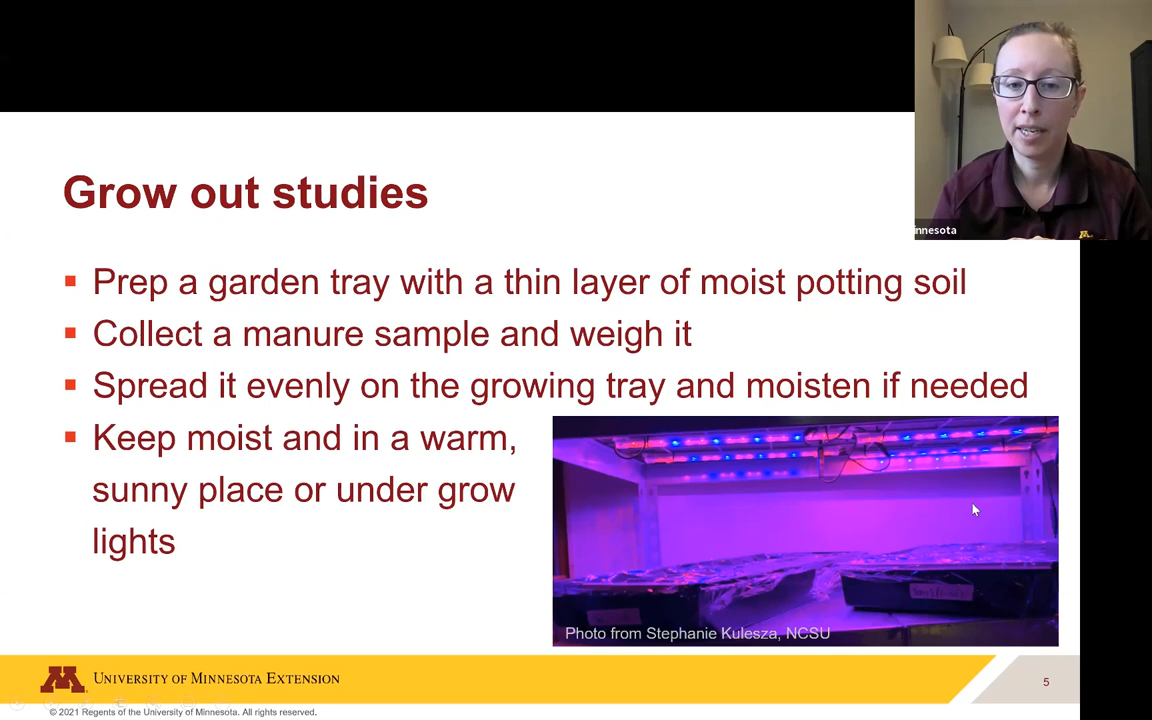 innesota
Grow out studies
Prep a garden tray with a thin layer of moist potting soil
Collect a manure sample and weigh it
Spread it evenly on the growing tray and moisten if needed
Keep moist and in a warm,
sunny place or under grow
lights
Photo from Stephanie Kulesza, NCSU
UNIVERSITY OF MINNESOTA EXTENSION
5
© 2021 Regents of the University of Minnesota. All rights reserved.